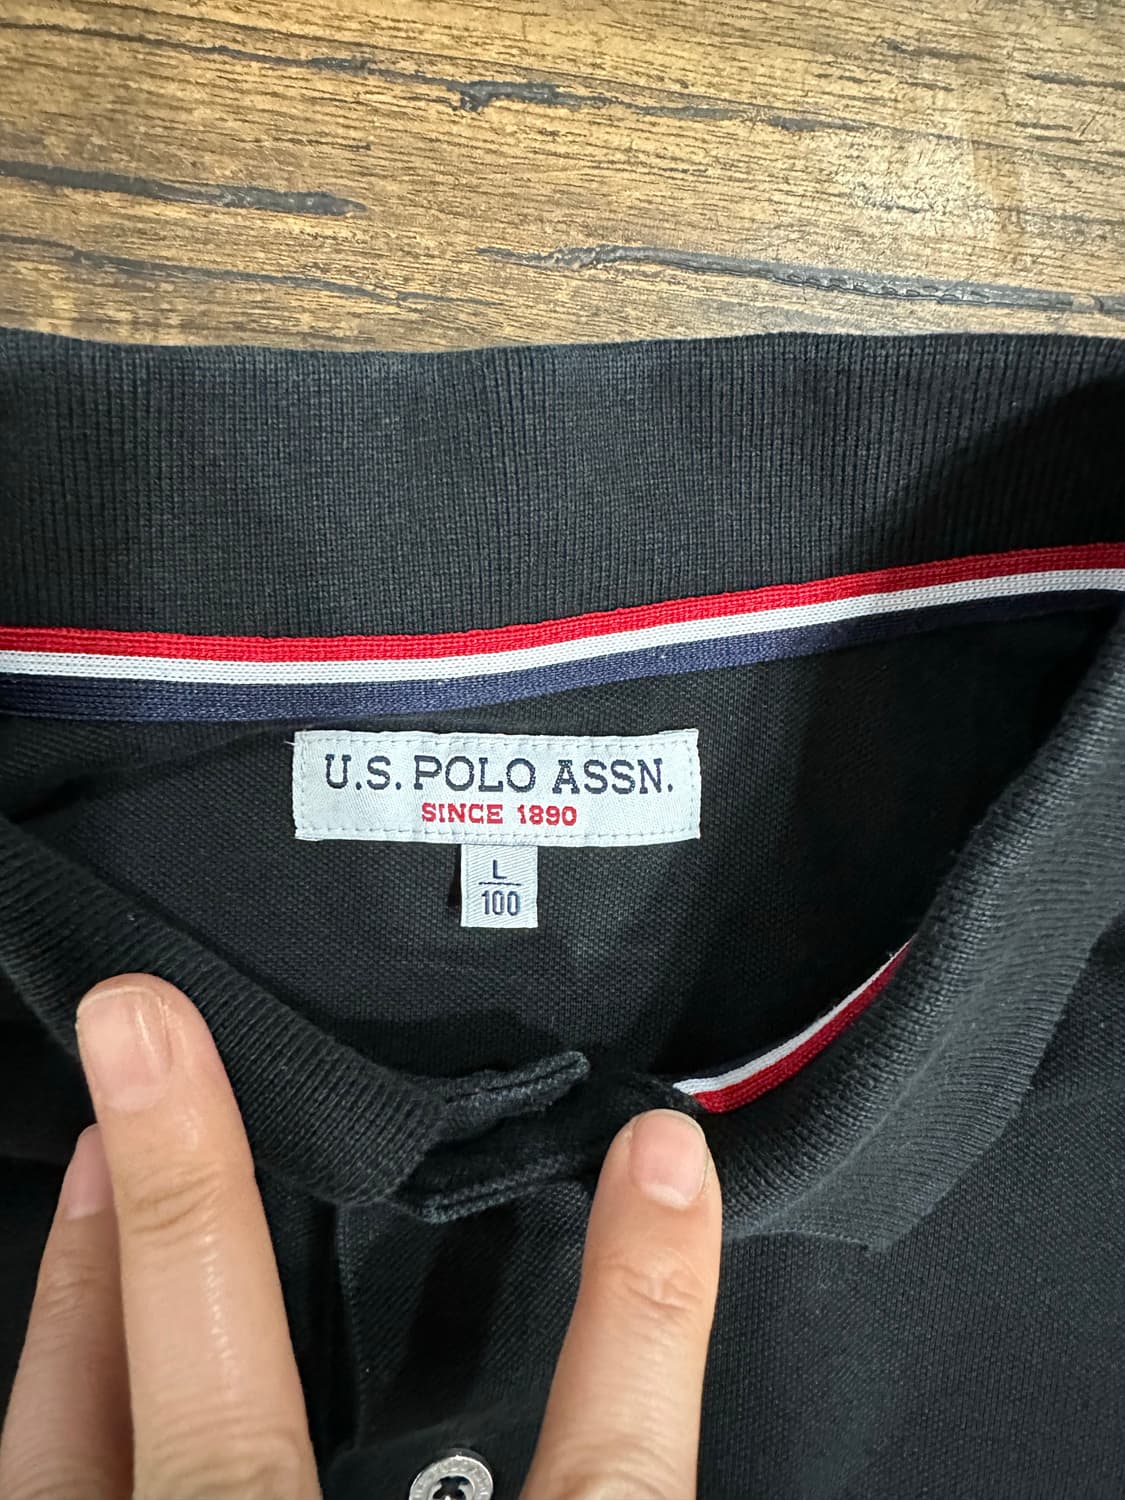 U.S. POLO ASSN.
SINCE 1890
L
100